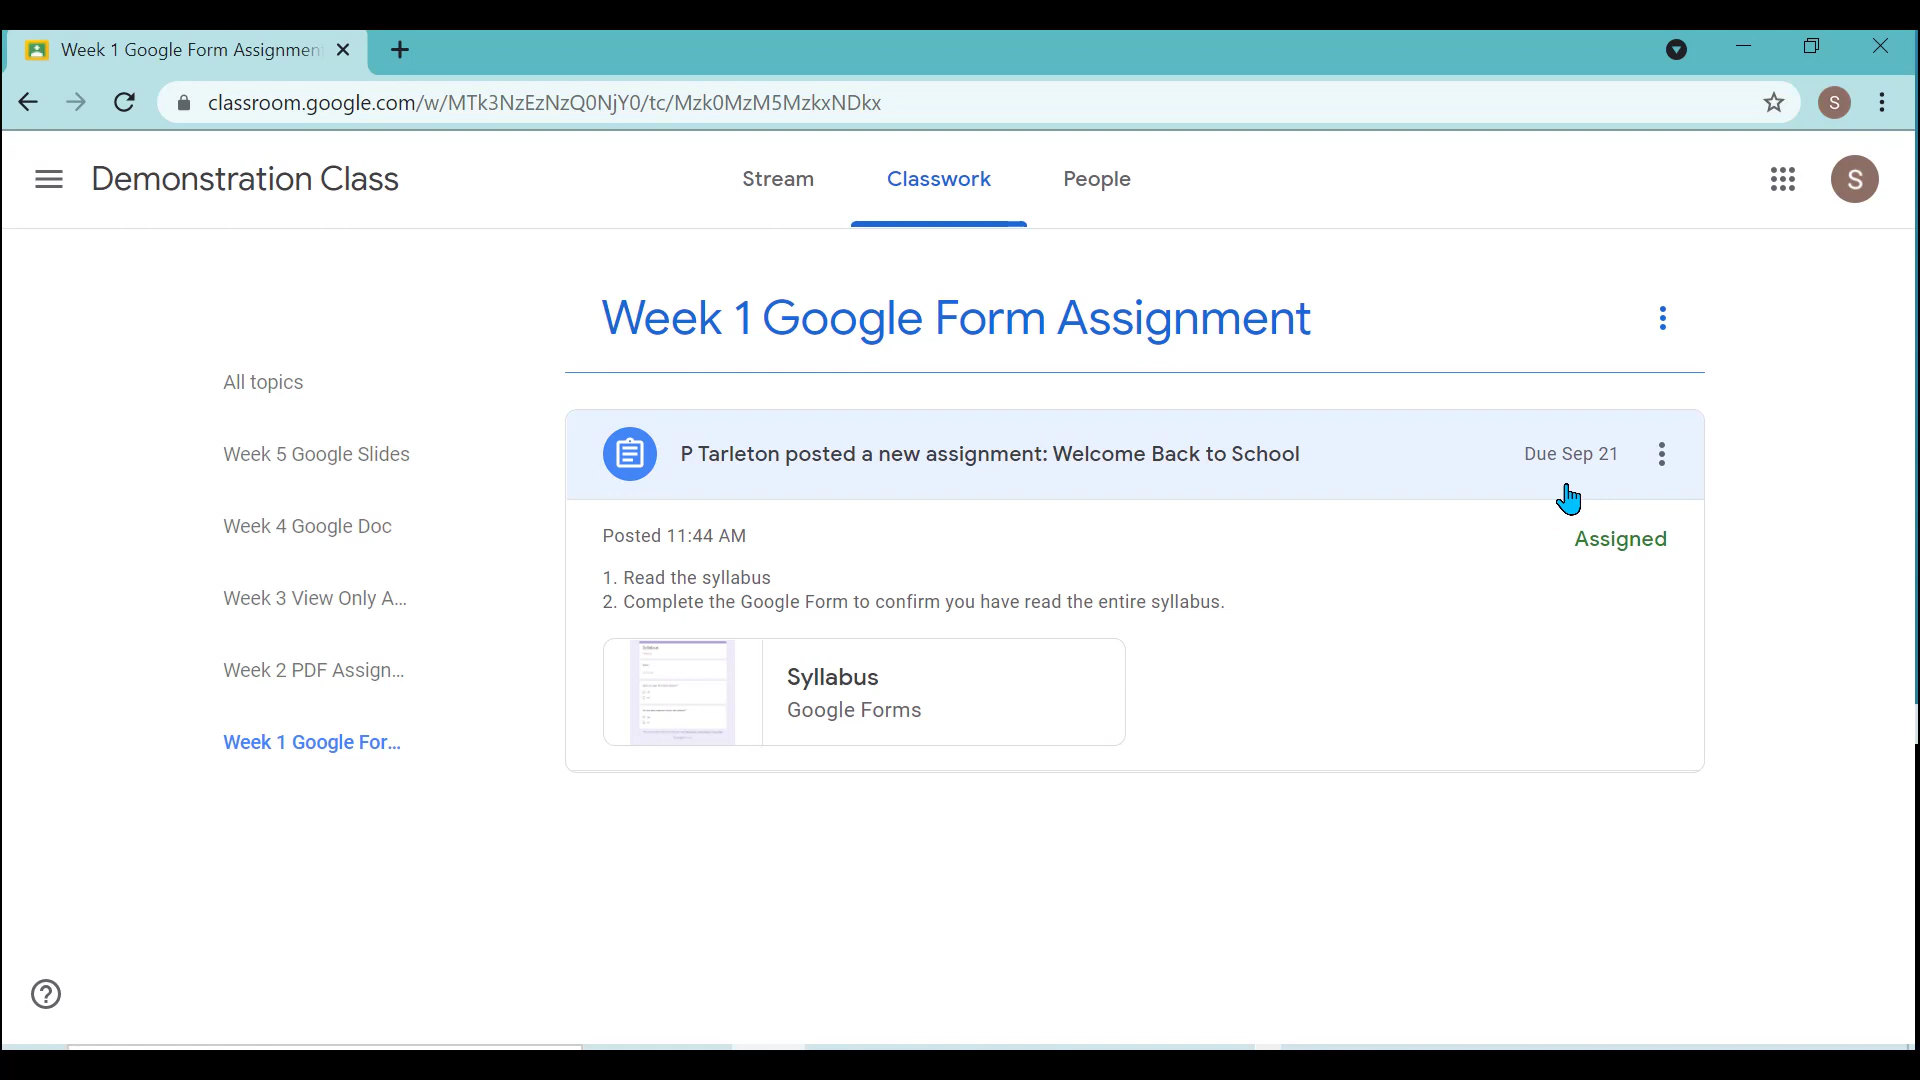 Week 1 Google Form Assignmen
classroom.google.com/w/MTk3NzEzNzQ0NjY0/tc/Mzk0MzM5MzkxNDkx
S
Demonstration Class
Stream
Classwork
People
S
Week 1 Google Form Assignment
All topics
Week 5 Google Slides
Week 4 Google Doc
Week 3 View Only A...
Week 2 PDF Assign...
Week 1 Google For...
P Tarleton posted a new assignment: Welcome Back to School
Due Sep 21
Posted 11:44 AM
Assigned
1. Read the syllabus
2. Complete the Google Form to confirm you have read the entire syllabus.
Syllabus
Google Forms